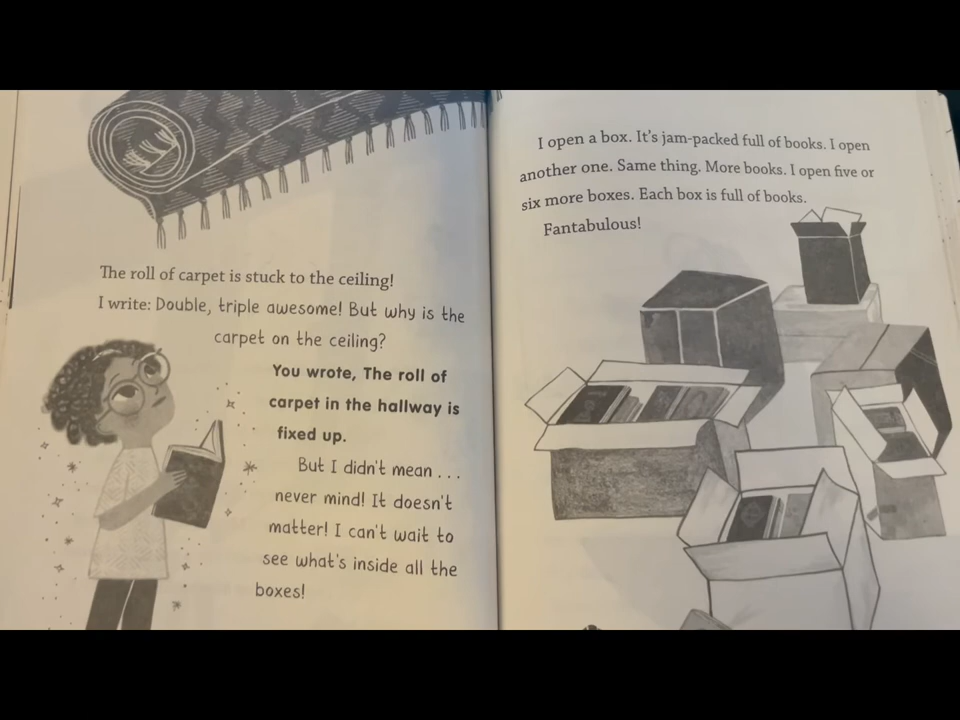 The roll of carpet is stuck to the ceiling!
I write: Double, triple awesome! But why is the
carpet on the ceiling?
You wrote, The roll of
carpet in the hallway is
fixed up.
But I didn't mean . . .
never mind! It doesn't
matter! I can't wait to
see what's inside all the
boxes!
I open a box. It's jam-packed full of books. I open
another one. Same thing. More books. I open five or
six more boxes. Each box is full of books.
Fantabulous!